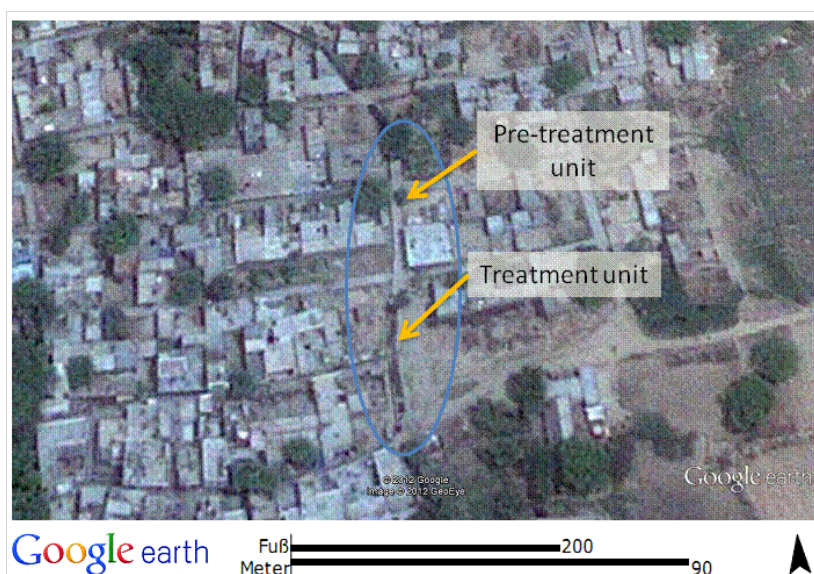 Pre-treatment
unit
Treatment unit
© 2012 Google
Image © 2012 GeoEye
Google earth
Google earth
Fuß 200
Meter 90